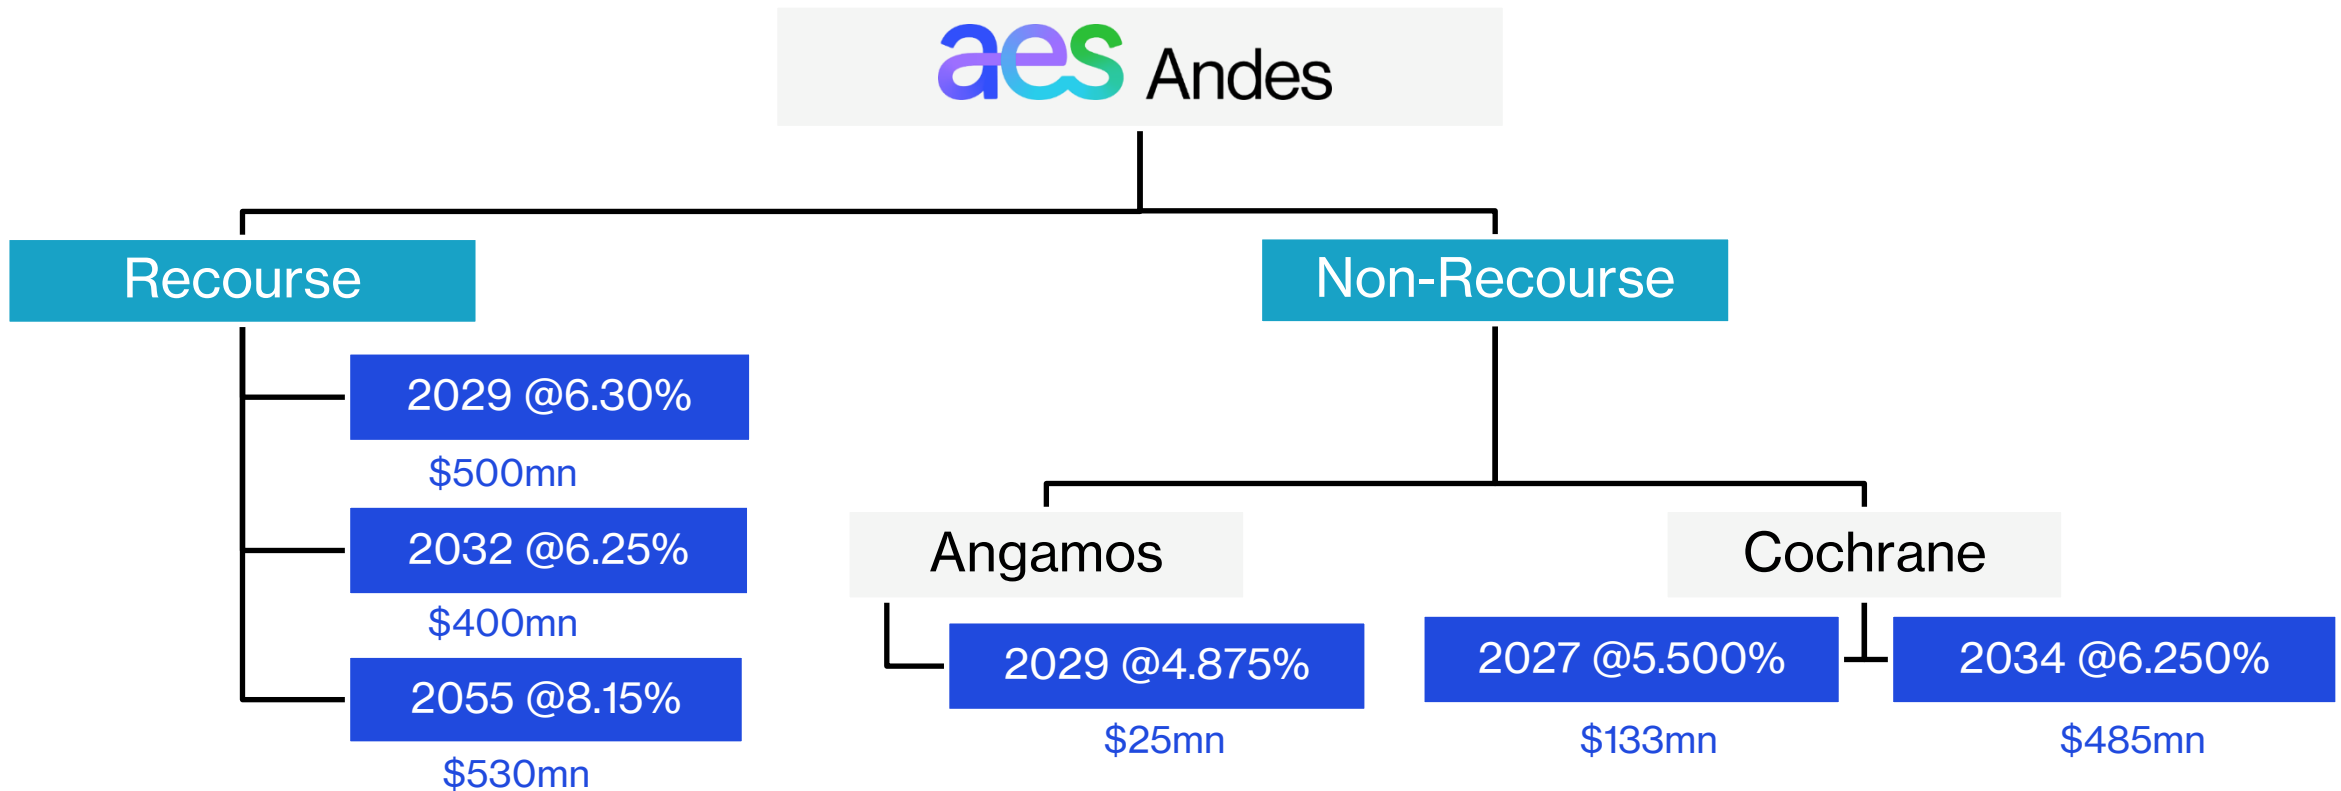 aes Andes
Recourse
Non-Recourse
2029 @6.30%
$500mn
2032 @6.25%
$400mn
2055 @8.15%
$530mn
Angamos
2029 @4.875%
$25mn
Cochrane
2027 @5.500%
$133mn
2034 @6.250%
$485mn